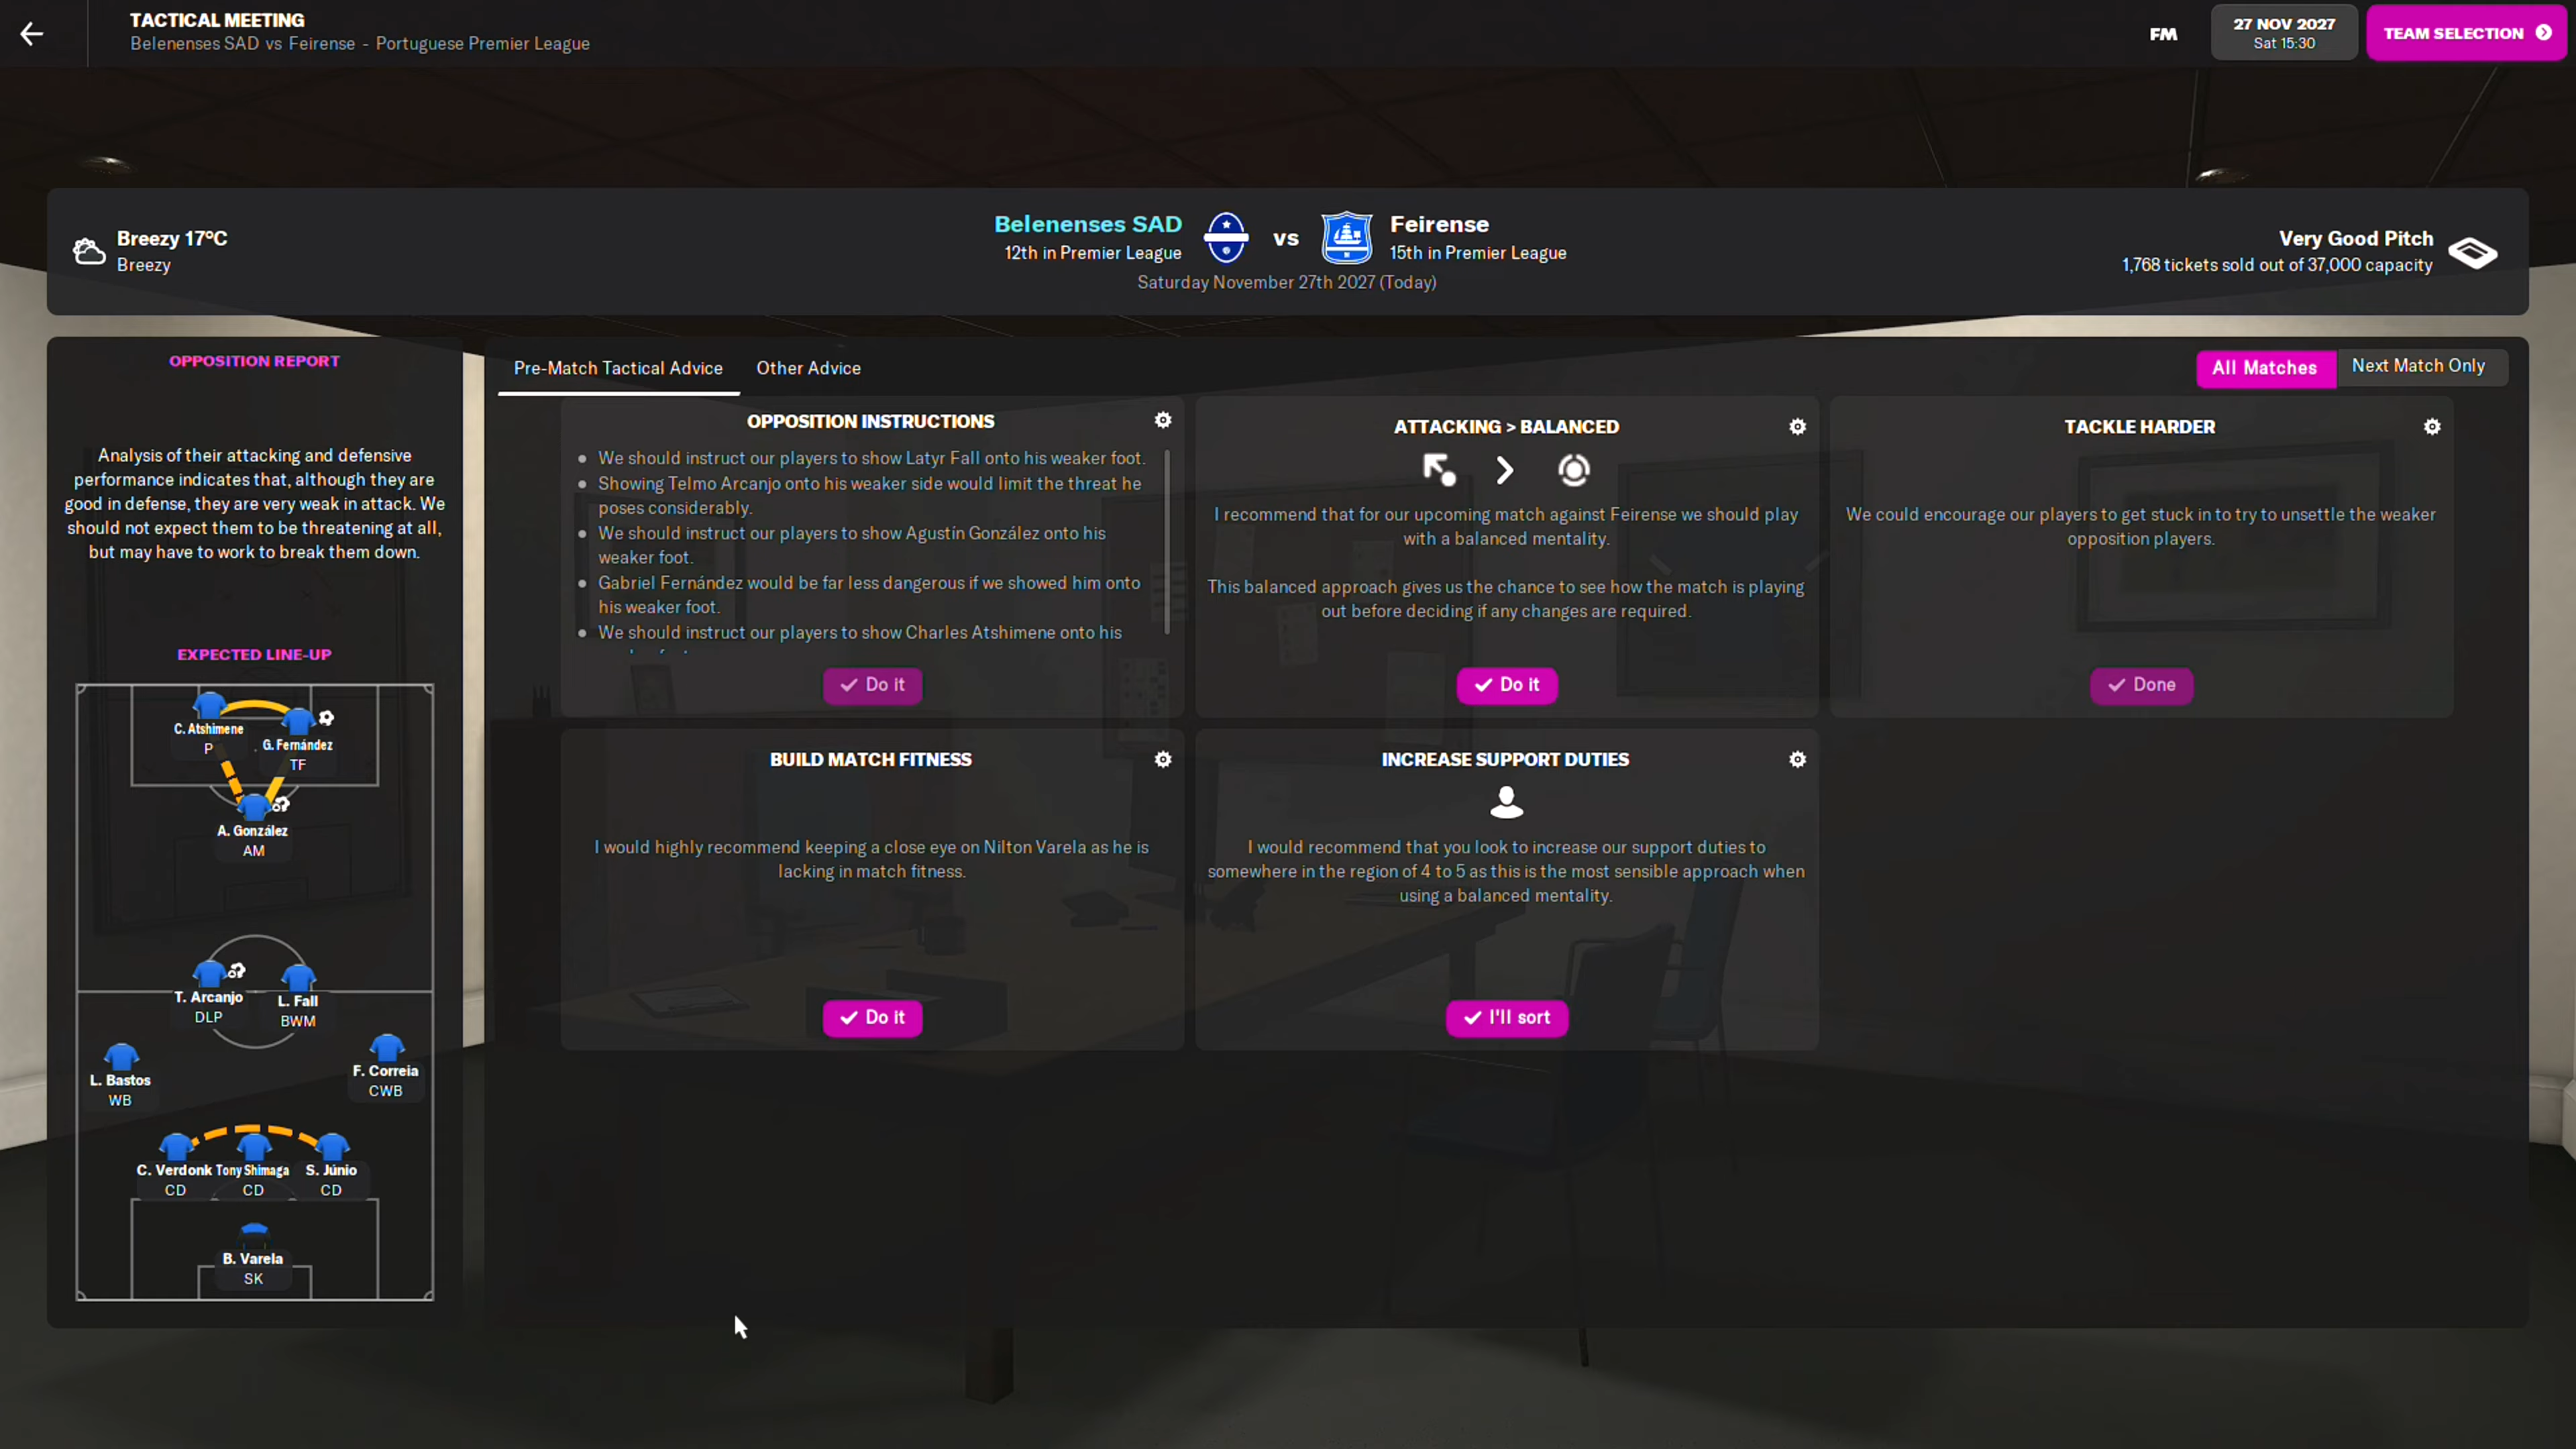 TACTICAL MEETING
Belenenses SAD vs Feirense - Portuguese Premier League
FM
27 NOV 2027
Sat 15:30
TEAM SELECTION
Breezy 17°C
Breezy
Belenenses SAD
12th in Premier League
vs
Feirense
15th in Premier League
Saturday November 27th 2027 (Today)
Very Good Pitch
1,768 tickets sold out of 37,000 capacity
OPPOSITION REPORT
Analysis of their attacking and defensive
performance indicates that, although they are
good in defense, they are very weak in attack. We
should not expect them to be threatening at all,
but may have to work to break them down.
EXPECTED LINE-UP
C. Atshimene
P
G. Fernández
TF
A. González
AM
T. Arcanjo
DLP
L. Fall
BWM
L. Bastos
WB
F. Correia
CWB
C. Verdonk
CD
Tony Shimaga
CD
S. Júnio
CD
B. Varela
SK
Pre-Match Tactical Advice
Other Advice
All Matches
Next Match Only
OPPOSITION INSTRUCTIONS
We should instruct our players to show Latyr Fall onto his weaker foot.
Showing Telmo Arcanjo onto his weaker side would limit the threat he
poses considerably.
We should instruct our players to show Agustín González onto his
weaker foot.
Gabriel Fernández would be far less dangerous if we showed him onto
his weaker foot.
We should instruct our players to show Charles Atshimene onto his
Do it
ATTACKING > BALANCED
I recommend that for our upcoming match against Feirense we should play
with a balanced mentality.
This balanced approach gives us the chance to see how the match is playing
out before deciding if any changes are required.
Do it
TACKLE HARDER
We could encourage our players to get stuck in to try to unsettle the weaker
opposition players.
Done
BUILD MATCH FITNESS
I would highly recommend keeping a close eye on Nilton Varela as he is
lacking in match fitness.
Do it
INCREASE SUPPORT DUTIES
I would recommend that you look to increase our support duties to
somewhere in the region of 4 to 5 as this is the most sensible approach when
using a balanced mentality.
I'll sort